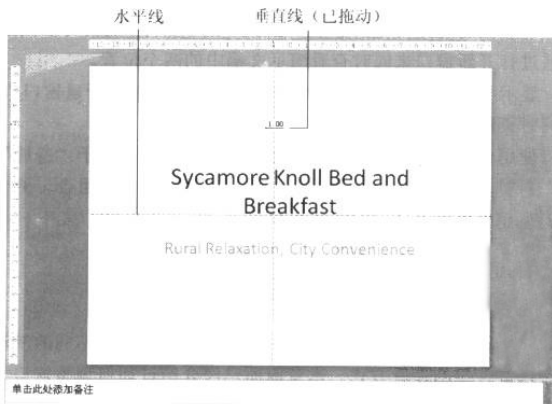 水平线
垂直线（已拖动）
1.00
Sycamore Knoll Bed and
Breakfast
Rural Relaxation, City Convenience
单击此处添加备注